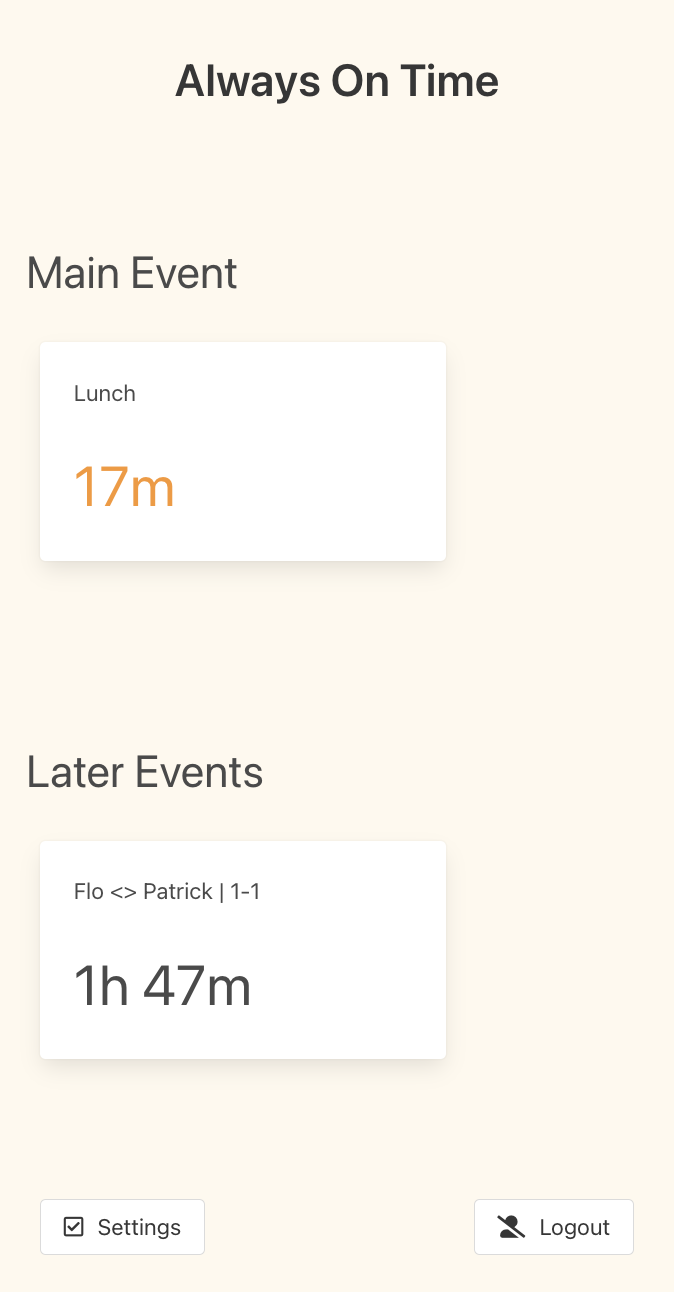 Always On Time
Main Event
Lunch
17m
Later Events
Flo <> Patrick | 1-1
1h 47m
Settings
Logout